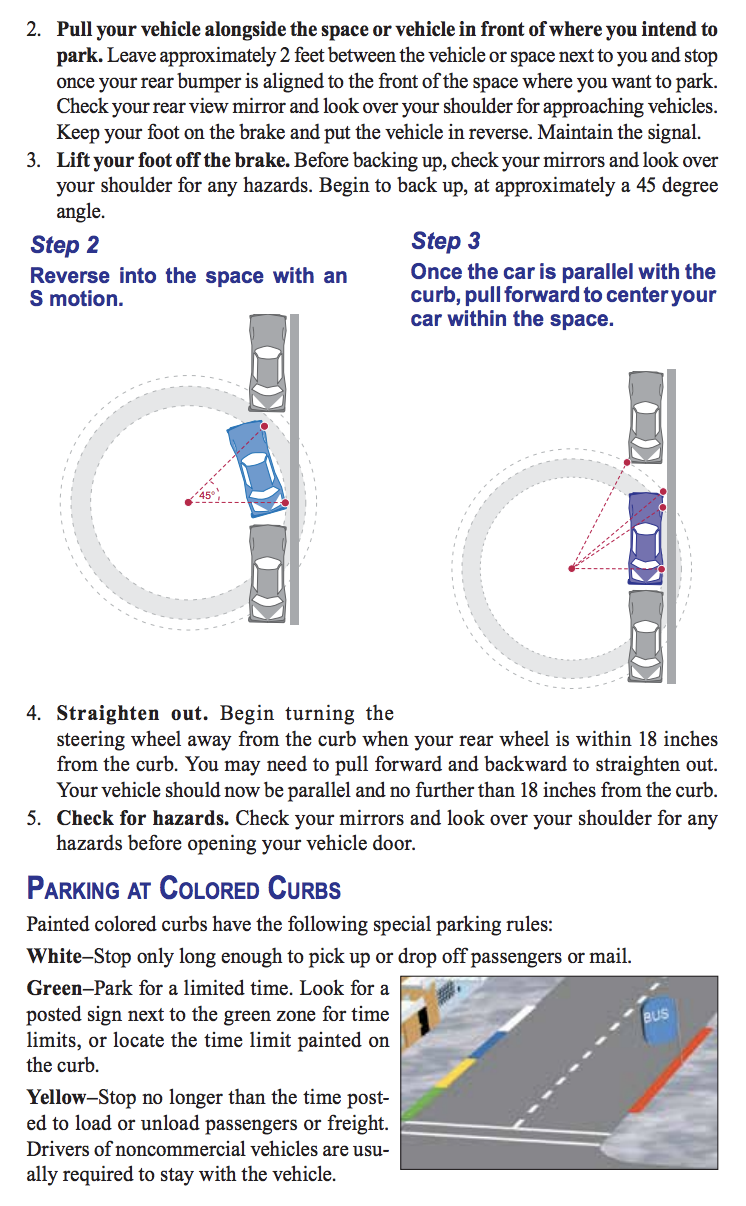 2. Pull your vehicle alongside the space or vehicle in front of where you intend to
park. Leave approximately 2 feet between the vehicle or space next to you and stop
once your rear bumper is aligned to the front of the space where you want to park.
Check your rear view mirror and look over your shoulder for approaching vehicles.
Keep your foot on the brake and put the vehicle in reverse. Maintain the signal.
3. Lift your foot off the brake. Before backing up, check your mirrors and look over
your shoulder for any hazards. Begin to back up, at approximately a 45 degree
angle.
Step 2
Reverse into the space with an
S motion.
45°
Step 3
Once the car is parallel with the
curb, pull forward to center your
car within the space.
4. Straighten out. Begin turning the
steering wheel away from the curb when your rear wheel is within 18 inches
from the curb. You may need to pull forward and backward to straighten out.
Your vehicle should now be parallel and no further than 18 inches from the curb.
5. Check for hazards. Check your mirrors and look over your shoulder for any
hazards before opening your vehicle door.
PARKING AT COLORED CURBS
Painted colored curbs have the following special parking rules:
White–Stop only long enough to pick up or drop off passengers or mail.
Green–Park for a limited time. Look for a
posted sign next to the green zone for time
limits, or locate the time limit painted on
the curb.
Yellow–Stop no longer than the time post-
ed to load or unload passengers or freight.
Drivers of noncommercial vehicles are usu-
ally required to stay with the vehicle.
BUS